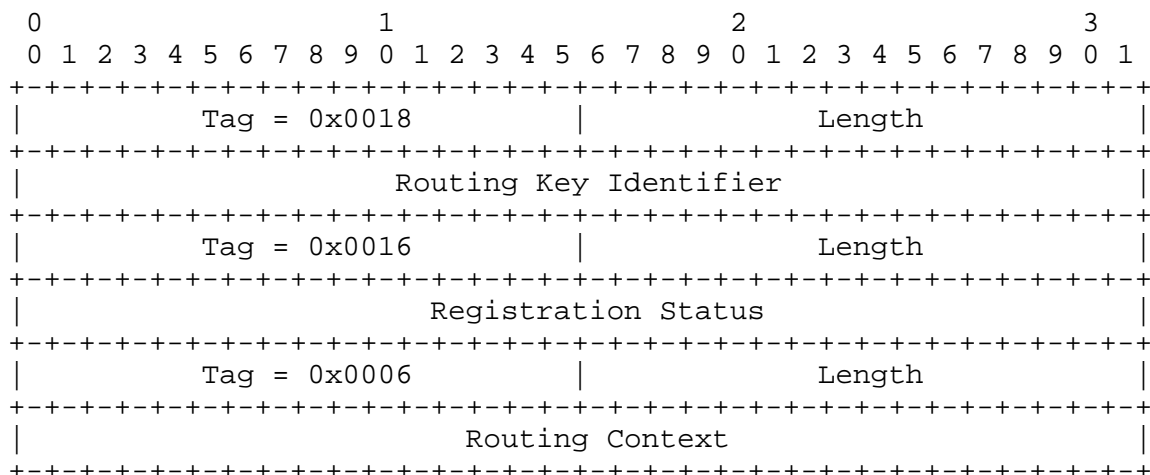 0                   1                   2                   3
 0 1 2 3 4 5 6 7 8 9 0 1 2 3 4 5 6 7 8 9 0 1 2 3 4 5 6 7 8 9 0 1
+-+-+-+-+-+-+-+-+-+-+-+-+-+-+-+-+-+-+-+-+-+-+-+-+-+-+-+-+-+-+-+-+
|          Tag = 0x0018         |             Length            |
+-+-+-+-+-+-+-+-+-+-+-+-+-+-+-+-+-+-+-+-+-+-+-+-+-+-+-+-+-+-+-+-+
|                     Routing Key Identifier                    |
+-+-+-+-+-+-+-+-+-+-+-+-+-+-+-+-+-+-+-+-+-+-+-+-+-+-+-+-+-+-+-+-+
|          Tag = 0x0016         |             Length            |
+-+-+-+-+-+-+-+-+-+-+-+-+-+-+-+-+-+-+-+-+-+-+-+-+-+-+-+-+-+-+-+-+
|                       Registration Status                     |
+-+-+-+-+-+-+-+-+-+-+-+-+-+-+-+-+-+-+-+-+-+-+-+-+-+-+-+-+-+-+-+-+
|          Tag = 0x0006         |             Length            |
+-+-+-+-+-+-+-+-+-+-+-+-+-+-+-+-+-+-+-+-+-+-+-+-+-+-+-+-+-+-+-+-+
|                         Routing Context                       |
+-+-+-+-+-+-+-+-+-+-+-+-+-+-+-+-+-+-+-+-+-+-+-+-+-+-+-+-+-+-+-+-+